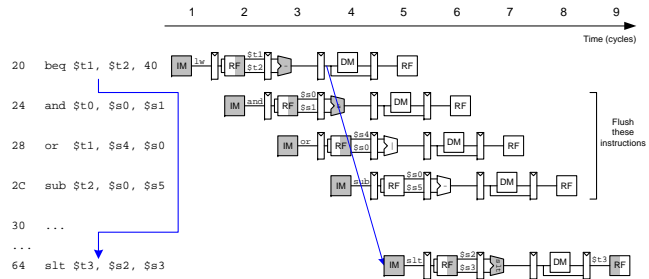 1 2 3 4 5 6 7 8 9
Time (cycles)
20 beq $t1, $t2, 40 IM lw RF $t1 $t2 - DM RF
24 and $t0, $s0, $s1 IM and RF $s0 $s1 & DM RF
28 or $t1, $s4, $s0 IM or RF $s4 $s0 | DM RF
2C sub $t2, $s0, $s5 IM sub RF $s0 $s5 - DM RF
Flush
these
instructions
30 ...
...
64 slt $t3, $s2, $s3 IM slt RF $s2 $s3 slt DM $t3 RF